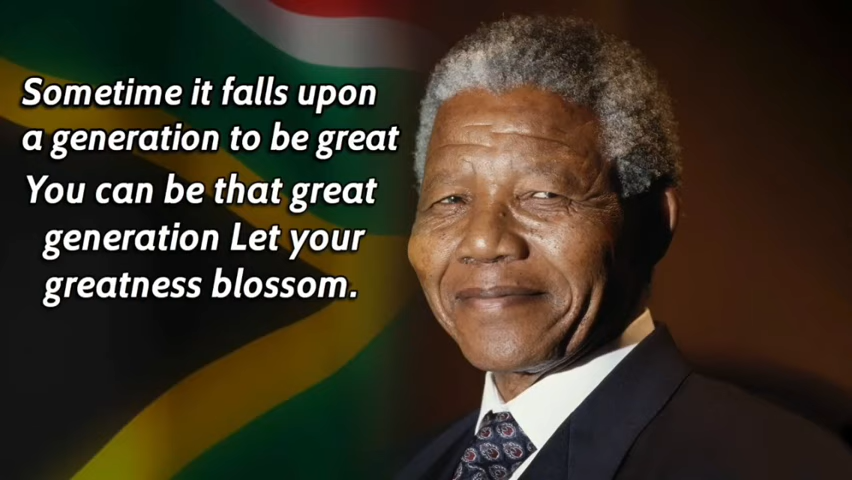 Sometime it falls upon
a generation to be great
You can be that great
generation Let your
greatness blossom.